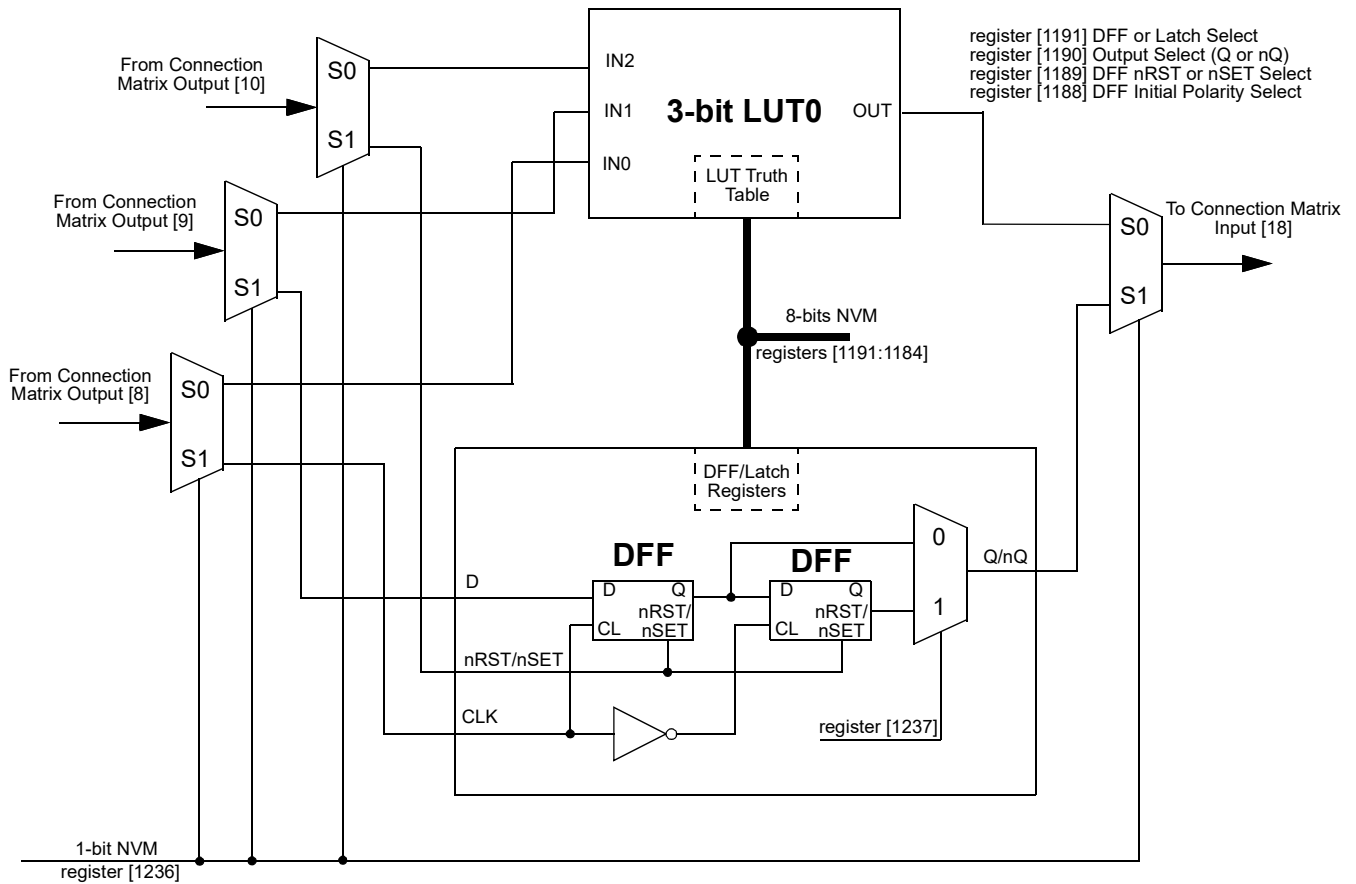 register [1191] DFF or Latch Select
register [1190] Output Select (Q or nQ)
register [1189] DFF nRST or nSET Select
register [1188] DFF Initial Polarity Select
From Connection
Matrix Output [10]
S0
S1
IN2
IN1
IN0
3-bit LUT0
OUT
LUT Truth
Table
From Connection
Matrix Output [9]
S0
S1
To Connection Matrix
Input [18]
S0
S1
8-bits NVM
registers [1191:1184]
From Connection
Matrix Output [8]
S0
S1
DFF/Latch
Registers
DFF
D
Q
nRST/
nSET
CL
DFF
D
Q
nRST/
nSET
CL
0
1
Q/nQ
D
nRST/nSET
CLK
register [1237]
1-bit NVM
register [1236]